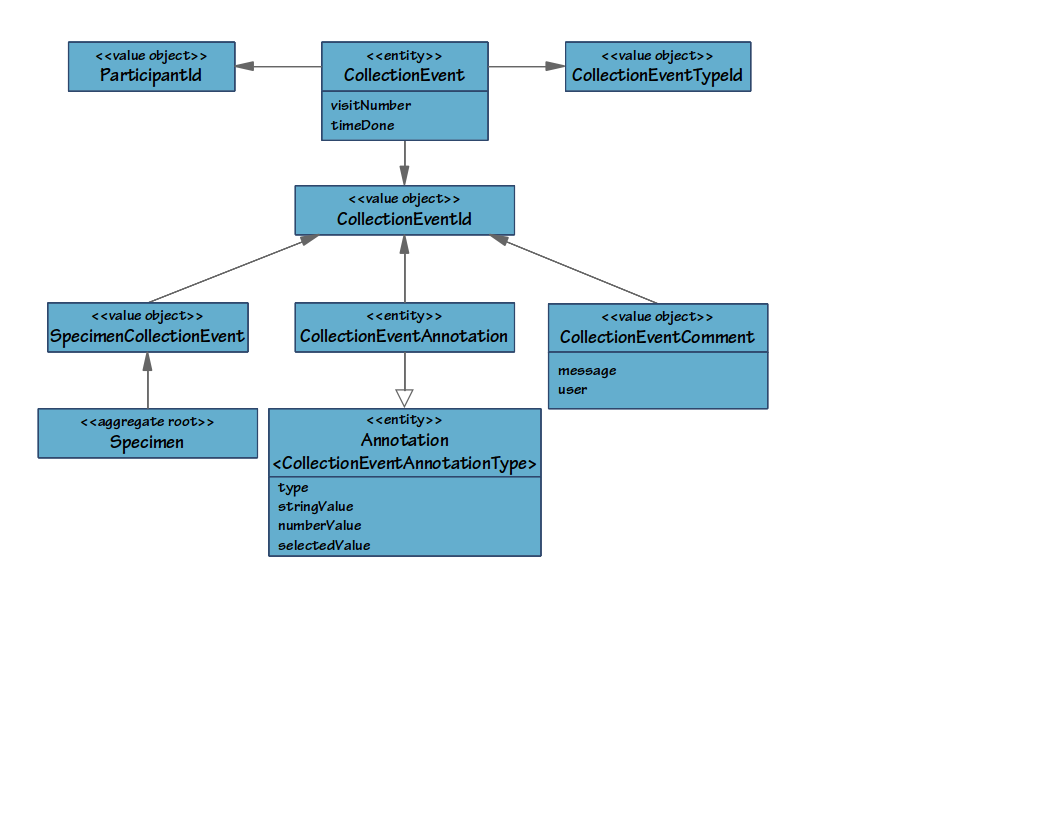 <<value object>>
ParticipantId
<<entity>>
CollectionEvent
visitNumber
timeDone
<<value object>>
CollectionEventTypeId
<<value object>>
CollectionEventId
<<value object>>
SpecimenCollectionEvent
<<entity>>
CollectionEventAnnotation
<<value object>>
CollectionEventComment
message
user
<<aggregate root>>
Specimen
<<entity>>
Annotation
<CollectionEventAnnotationType>
type
stringValue
numberValue
selectedValue